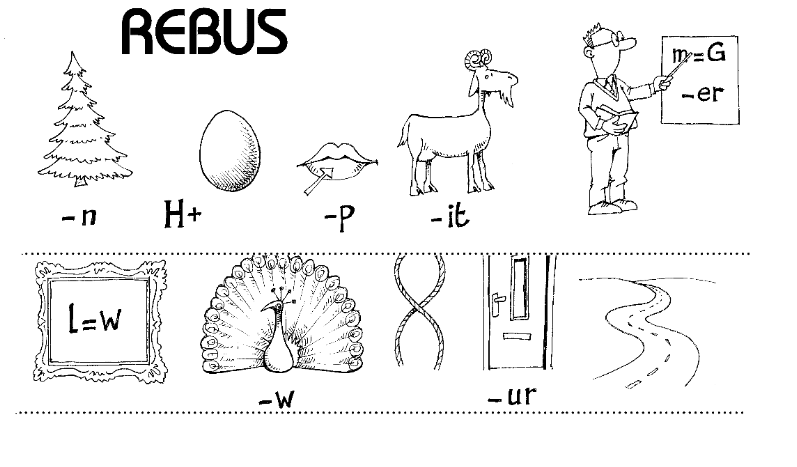 REBUS
m=G
-er
-n H+ -p -it
l=w
-w -ur